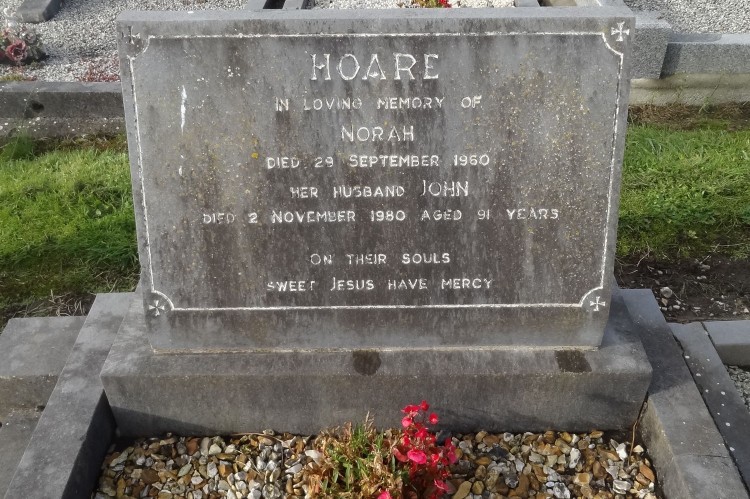 HOARE
IN LOVING MEMORY OF
NORAH
DIED 29 SEPTEMBER 1960
HER HUSBAND JOHN
DIED 2 NOVEMBER 1980 AGED 91 YEARS
ON THEIR SOULS
SWEET JESUS HAVE MERCY